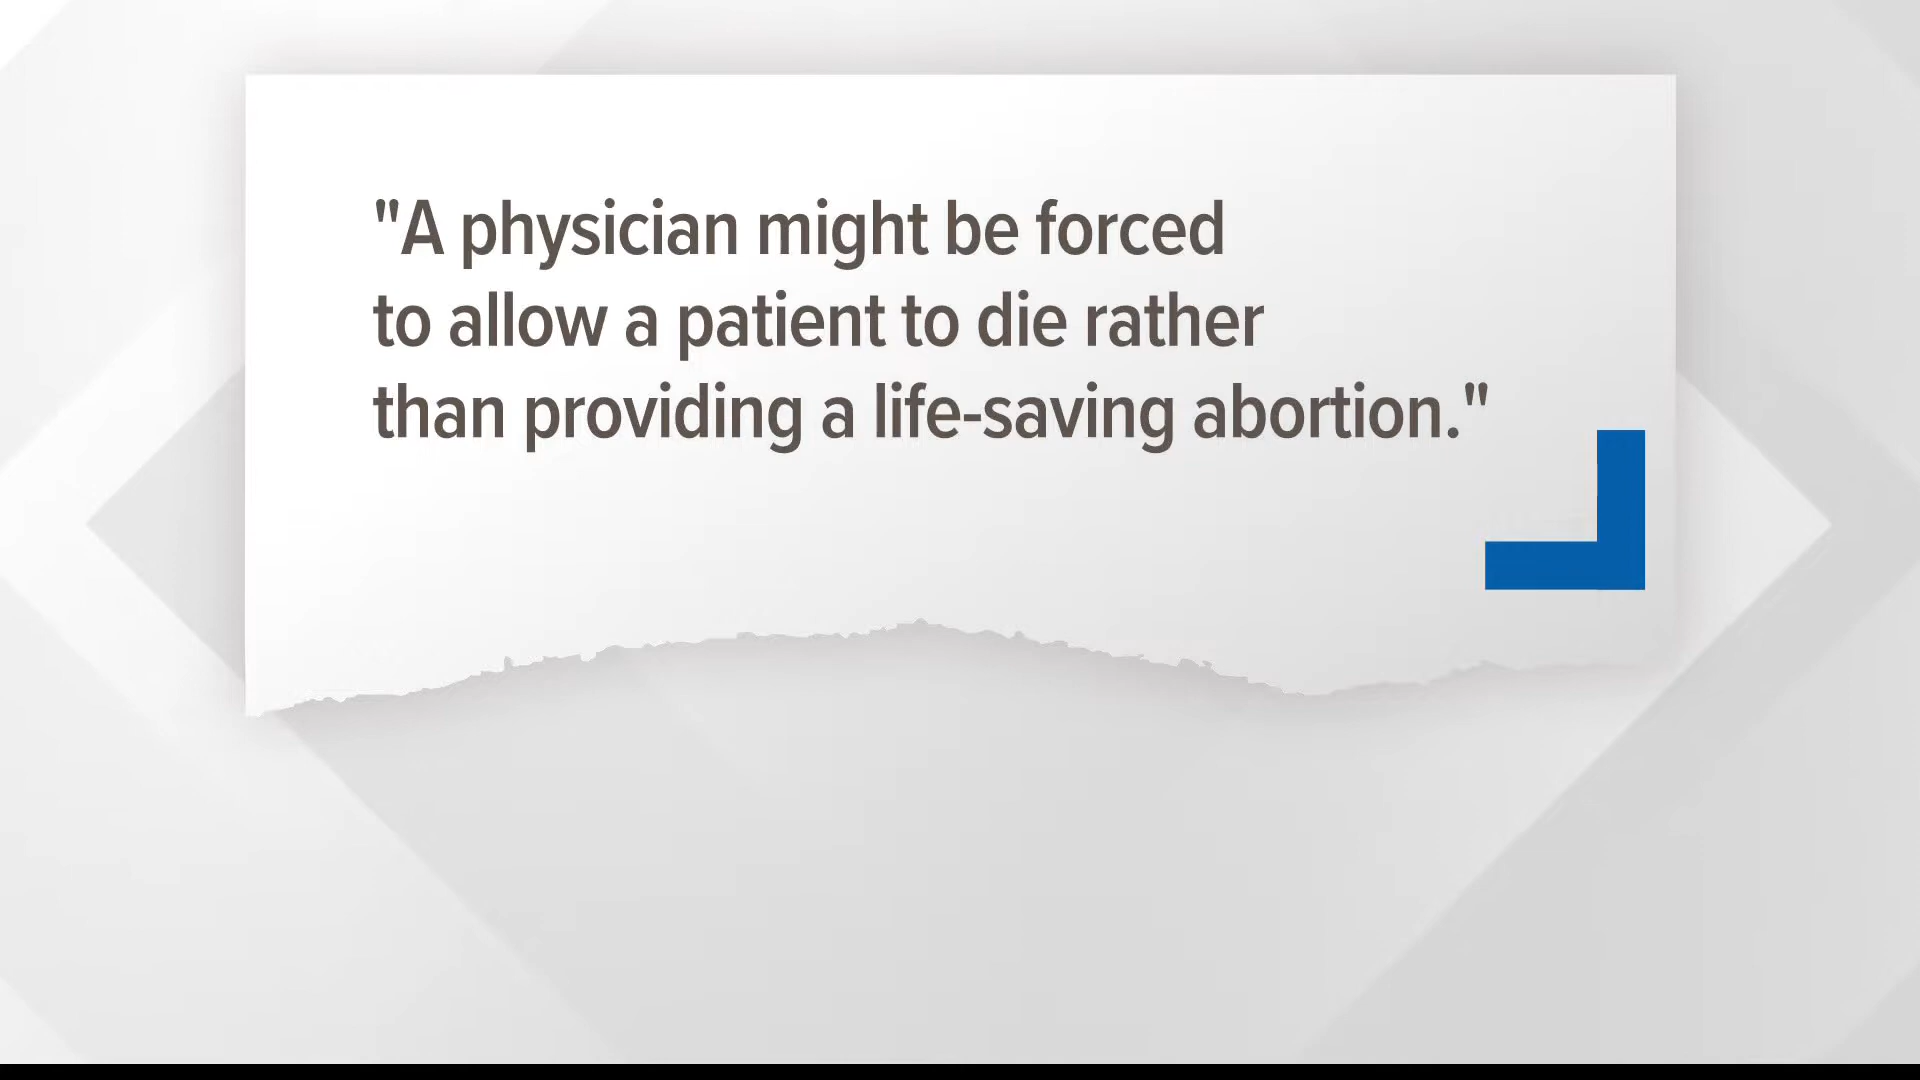 "A physician might be forced
to allow a patient to die rather
than providing a life-saving abortion."